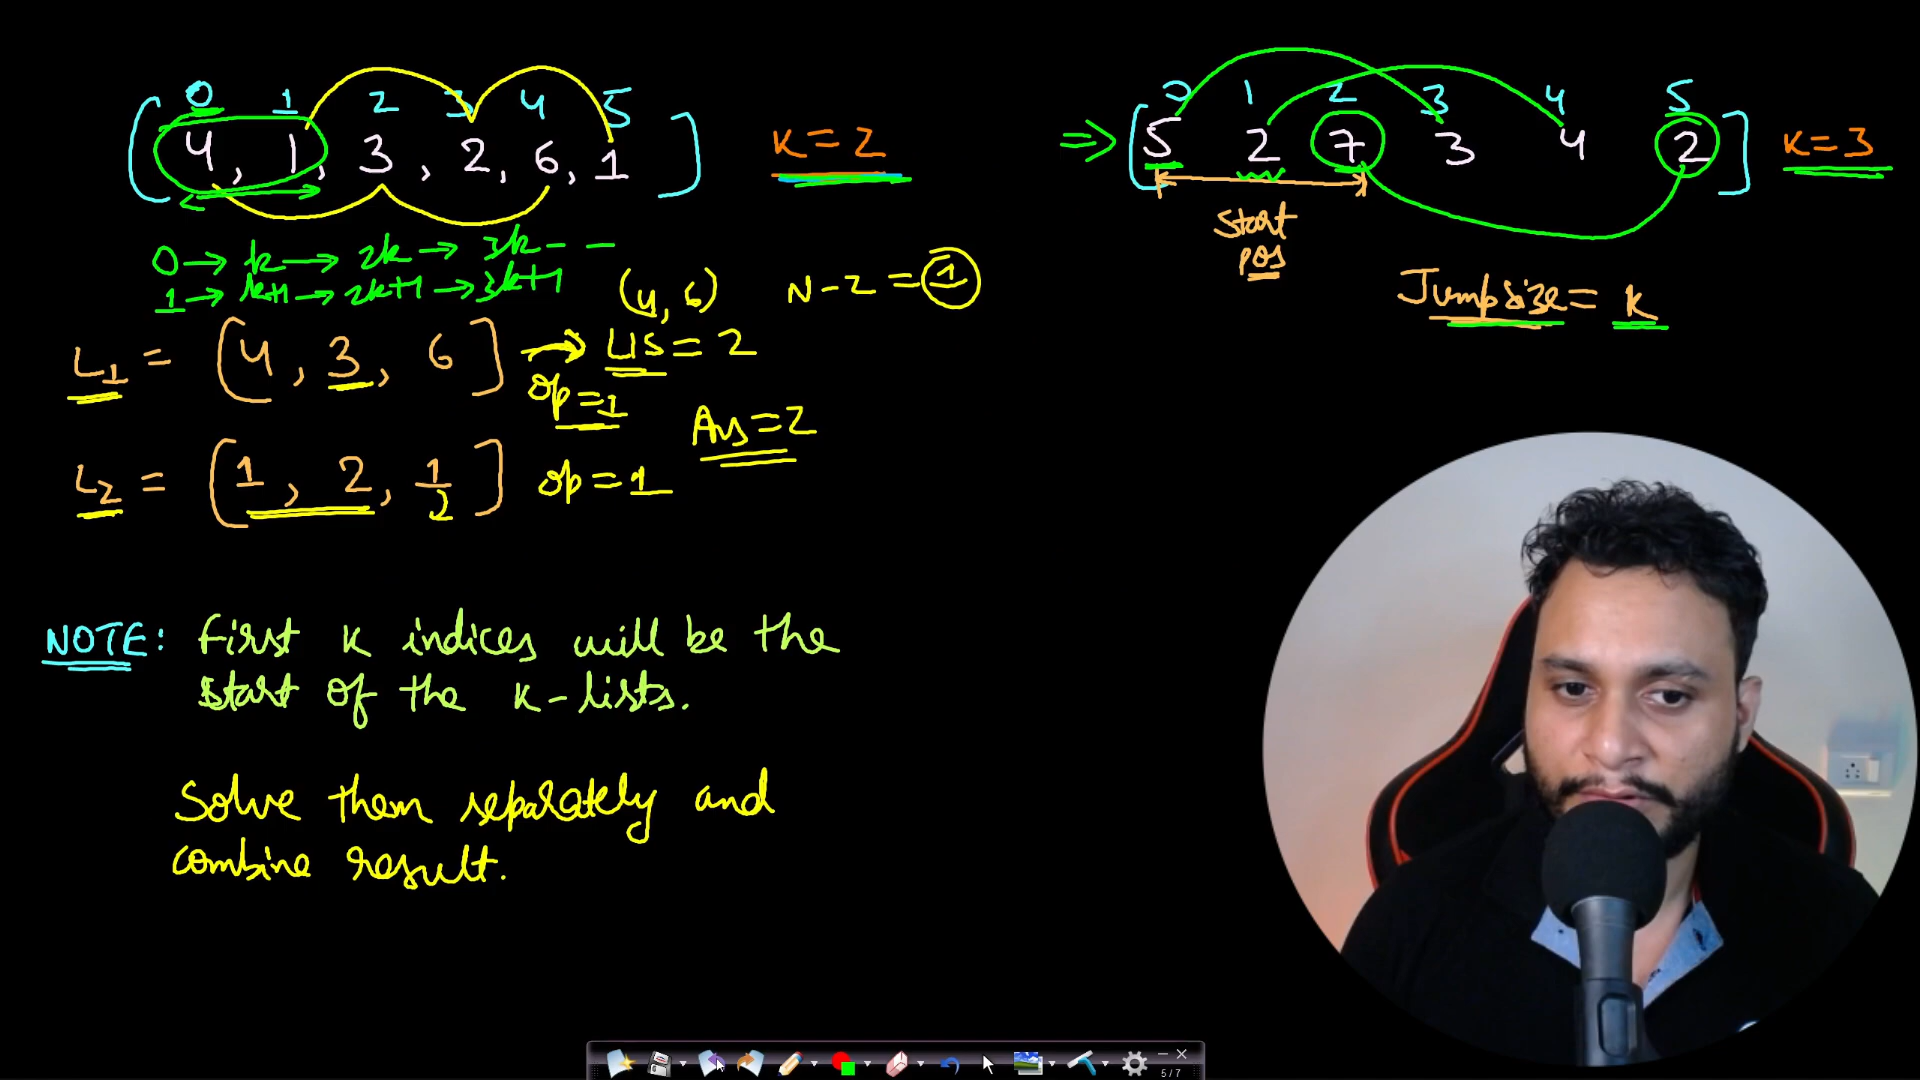 0 1 2 3 4 5
[4, 1, 3, 2, 6, 1] K=2
0 → k → 2k → 3k - -
1 → k+1 → 2k+1 → 3k+1
(4, 6) N-2 = 1
L1 = [4, 3, 6] → LIS = 2
op = 1
Ans = 2
L2 = [1, 2, 1/2] op = 1
NOTE: First K indices will be the
start of the K-lists.
Solve them separately and
combine result.
0 1 2 3 4 5
⇒ [5 2 7 3 4 2] K=3
Start
pos
Jumpsize = K
5/7